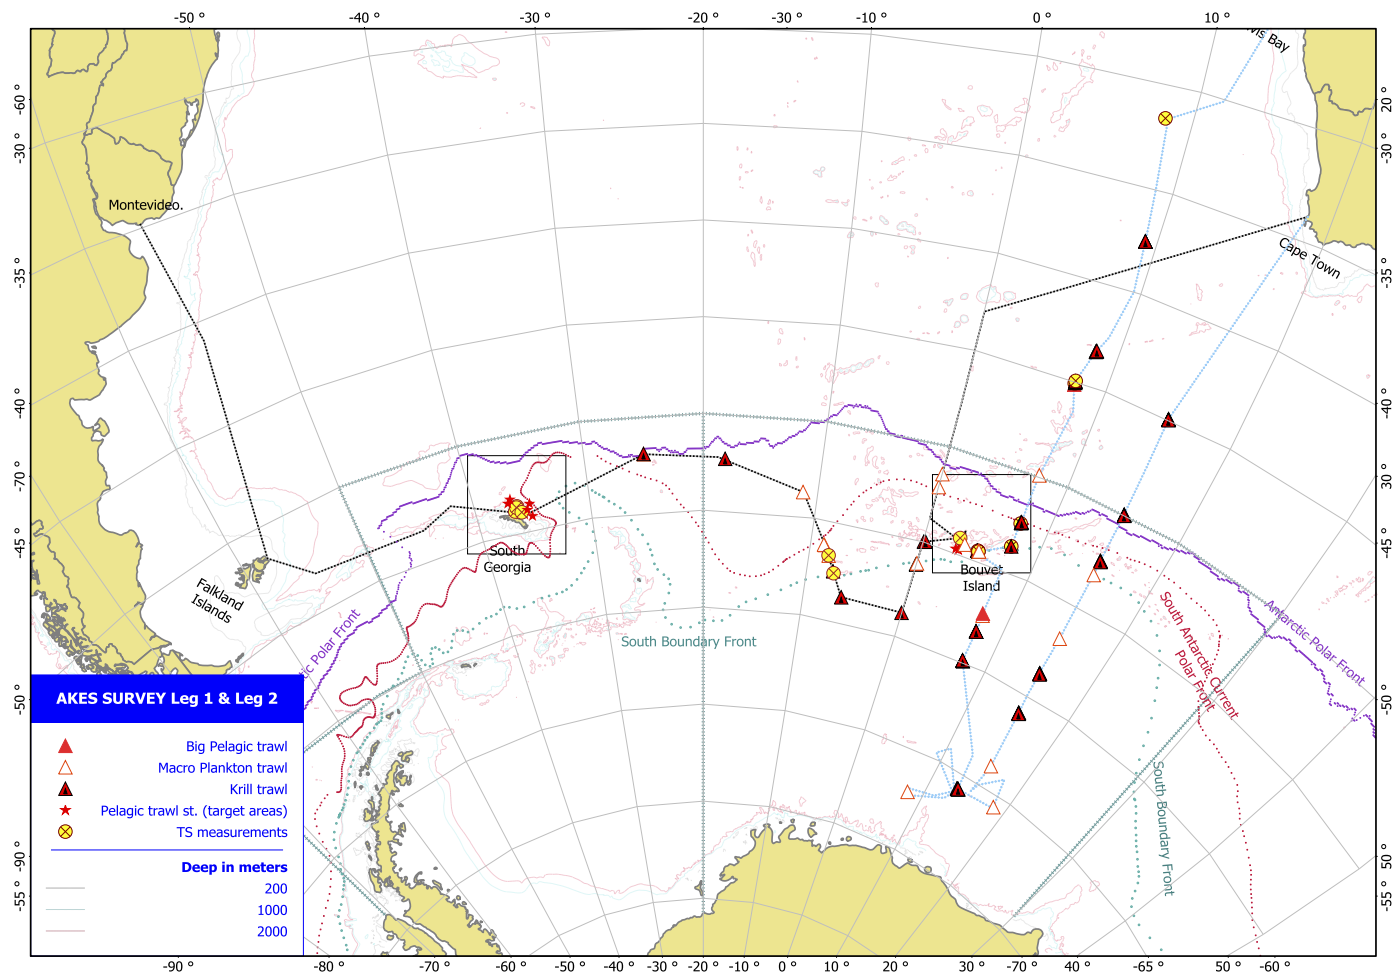 -50 °
-40 °
-30 °
-20 °
-30 °
-10 °
0 °
10 °
vis Bay
60 °
-30 °
-35 °
-40 °
70 °
-45 °
-50 °
90 °
-55 °
20 °
-30 °
-35 °
-40 °
30 °
-45 °
-50 °
50 °
-55 °
Montevideo.
Cape Town
South
Georgia
Bouvet
Island
Falkland
Islands
tic Polar Front
South Boundary Front
Antarctic Polar Front
South Antarctic Current
Polar Front
South Boundary Front
AKES SURVEY Leg 1 & Leg 2
Big Pelagic trawl
Macro Plankton trawl
Krill trawl
Pelagic trawl st. (target areas)
TS measurements
Deep in meters
200
1000
2000
-90 °
-80 °
-70 °
-60 °
-50 °
-40 °
-30 °
-20 °
-10 °
0 °
10 °
20 °
30 °
-70 °
40 °
-65 °
50 °
-60 °